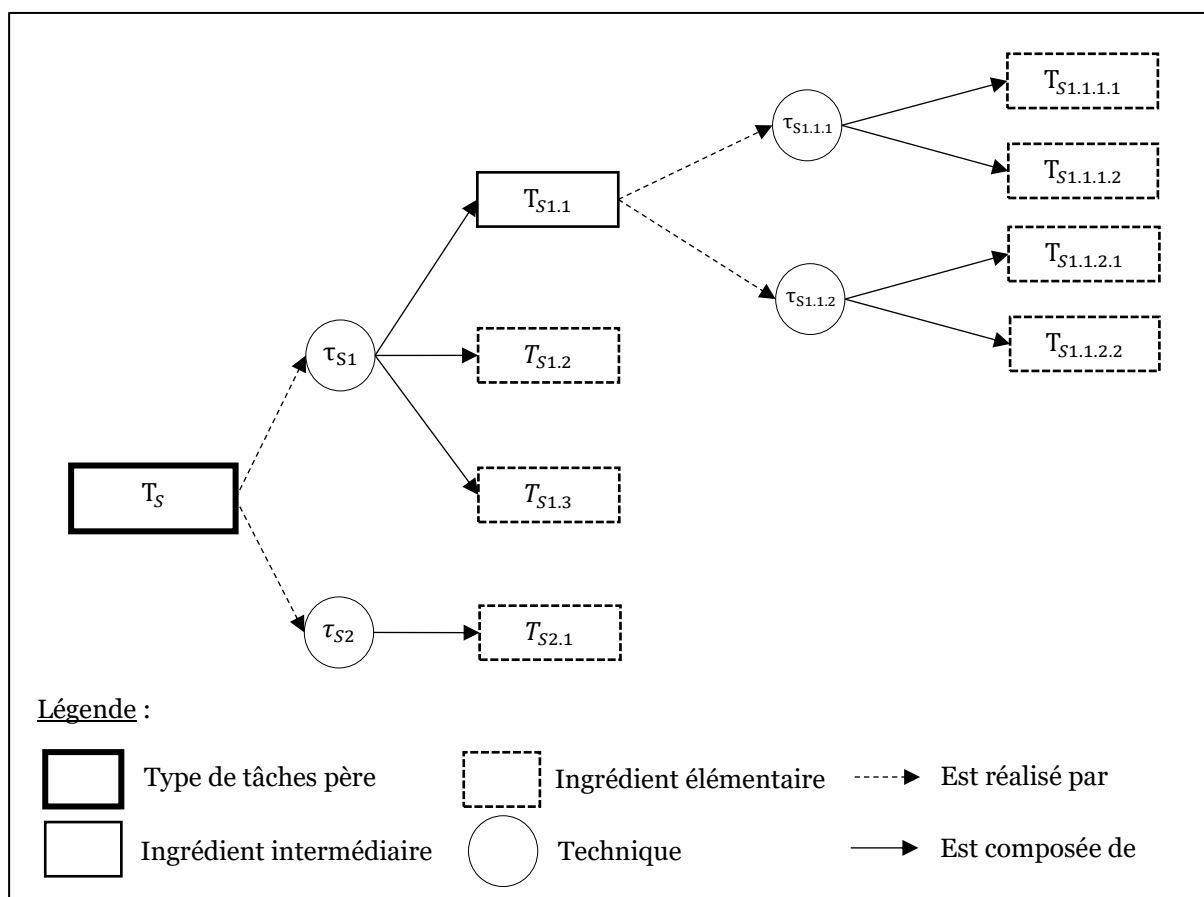 T_S1.1.1.1
τ_S1.1.1
T_S1.1.1.2
T_S1.1
T_S1.1.2.1
τ_S1.1.2
T_S1.1.2.2
τ_S1
T_S1.2
T_S
T_S1.3
τ_S2
T_S2.1
Légende :
Type de tâches père
Ingrédient élémentaire
Est réalisé par
Ingrédient intermédiaire
Technique
Est composée de